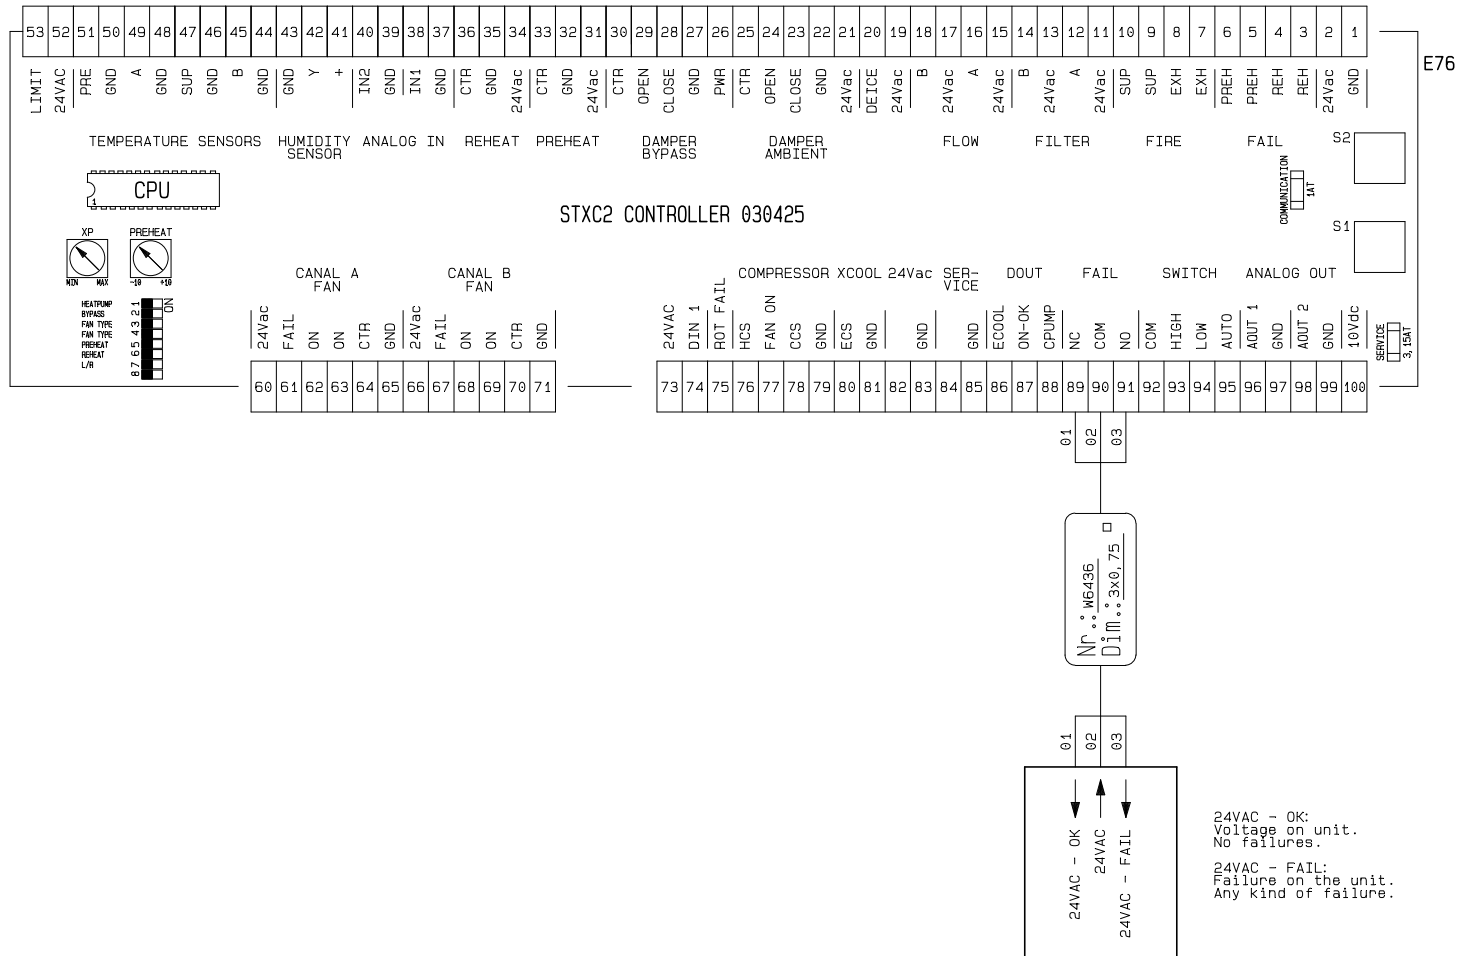 53 52 51 50 49 48 47 46 45 44 43 42 41 40 39 38 37 36 35 34 33 32 31 30 29 28 27 26 25 24 23 22 21 20 19 18 17 16 15 14 13 12 11 10 9 8 7 6 5 4 3 2 1
E76
LIMIT 24VAC PRE GND A GND SUP GND B GND GND Y + IN2 GND IN1 GND CTR GND 24Vac CTR GND 24Vac CTR OPEN CLOSE GND PWR CTR OPEN CLOSE GND 24Vac DEICE 24Vac B 24Vac A 24Vac B 24Vac A 24Vac SUP SUP EXH EXH PREH PREH REH REH 24Vac GND
TEMPERATURE SENSORS HUMIDITY SENSOR ANALOG IN REHEAT PREHEAT DAMPER BYPASS DAMPER AMBIENT FLOW FILTER FIRE FAIL
S2
CPU
1
COMMUNICATION
1AT
STXC2 CONTROLLER 030425
S1
XP
MIN MAX
PREHEAT
-10 +10
HEATPUMP
BYPASS
FAN TYPE
FAN TYPE
PREHEAT
REHEAT
L/R
1 2 3 4 5 6 7 8
ON
CANAL A FAN
CANAL B FAN
COMPRESSOR XCOOL 24Vac SER-VICE DOUT FAIL SWITCH ANALOG OUT
24Vac FAIL ON ON CTR GND 24Vac FAIL ON ON CTR GND
24VAC DIN 1 ROT FAIL HCS FAN ON CCS GND ECS GND GND GND ECOOL ON-OK CPUMP NC COM NO COM HIGH LOW AUTO AOUT 1 GND AOUT 2 GND 10Vdc
SERVICE
3,15AT
60 61 62 63 64 65 66 67 68 69 70 71
73 74 75 76 77 78 79 80 81 82 83 84 85 86 87 88 89 90 91 92 93 94 95 96 97 98 99 100
01 02 03
Nr.: W6436
Dim.: 3x0,75
01 02 03
24VAC - OK
24VAC
24VAC - FAIL
24VAC - OK:
Voltage on unit.
No failures.
24VAC - FAIL:
Failure on the unit.
Any kind of failure.